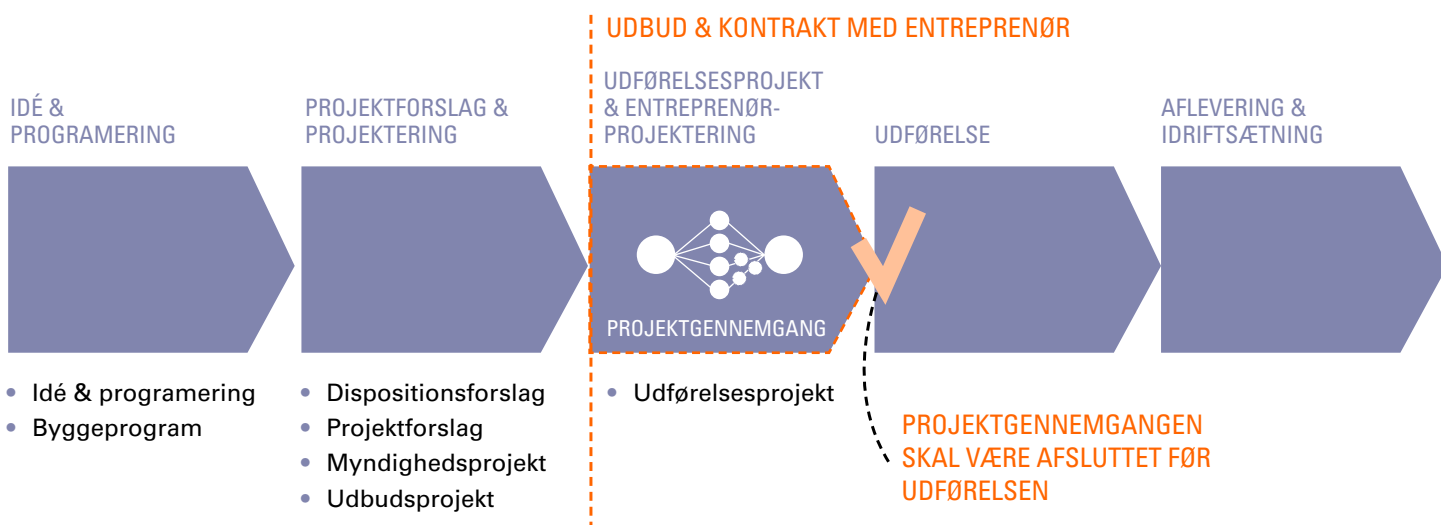 UDBUD & KONTRAKT MED ENTREPRENØR
IDÉ &
PROGRAMERING
PROJEKTFORSLAG &
PROJEKTERING
UDFØRELSESPROJEKT
& ENTREPRENØR-
PROJEKTERING
UDFØRELSE
AFLEVERING &
IDRIFTSÆTNING
PROJEKTGENNEMGANG
• Idé & programering
• Byggeprogram
• Dispositionsforslag
• Projektforslag
• Myndighedsprojekt
• Udbudsprojekt
• Udførelsesprojekt
PROJEKTGENNEMGANGEN
SKAL VÆRE AFSLUTTET FØR
UDFØRELSEN